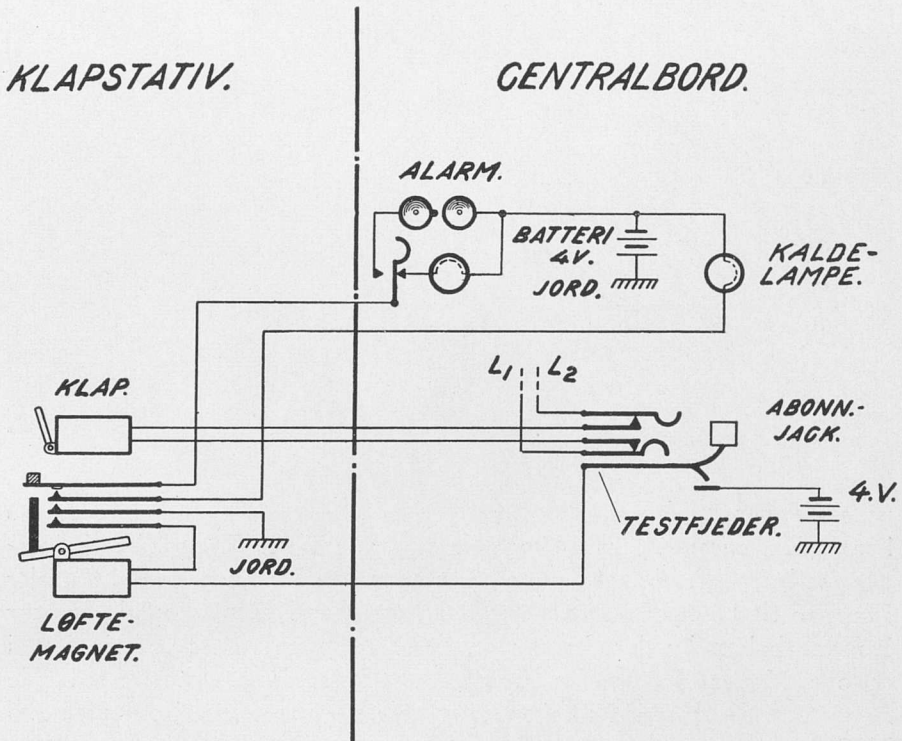 KLAPSTATIV.
CENTRALBORD.
ALARM.
BATTERI
4V.
JORD.
KALDE-
LAMPE.
L1 L2
KLAP.
ABONN.-
JACK.
4.V.
TESTFJEDER.
JORD.
LØFTE-
MAGNET.